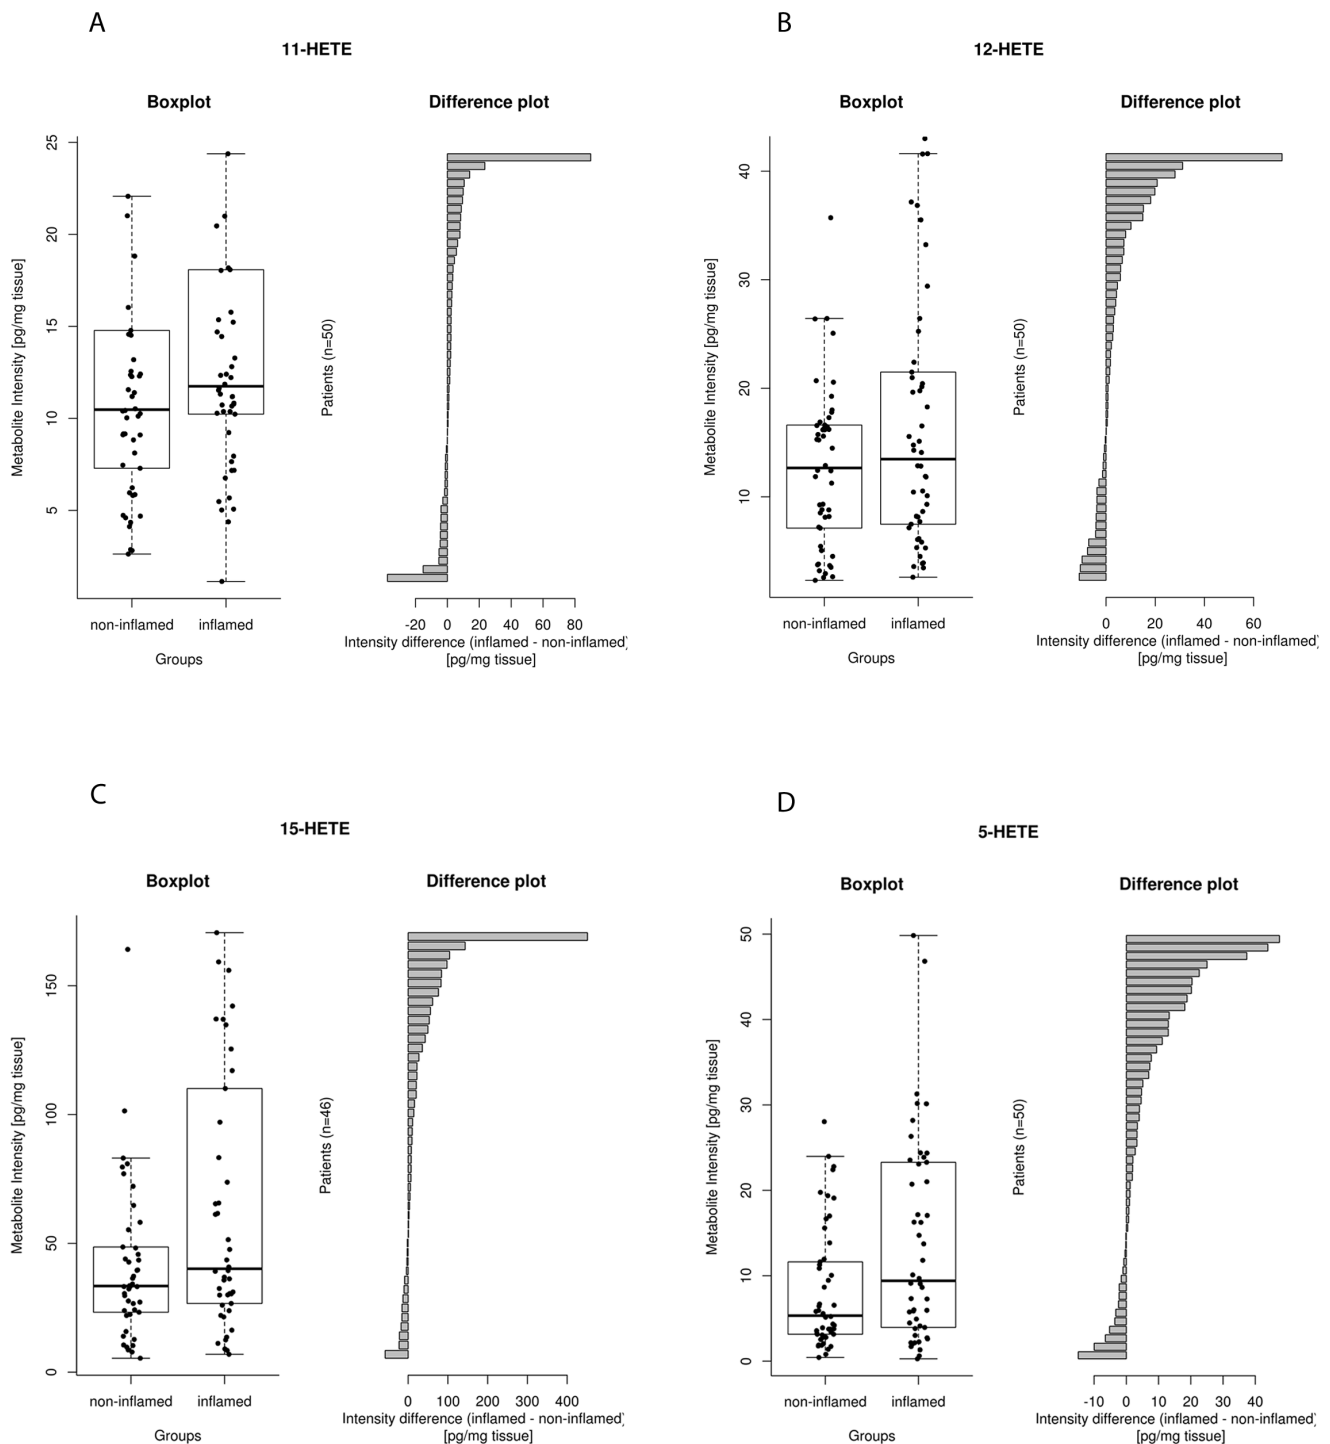 A
11-HETE
Boxplot
Difference plot
Metabolite Intensity [pg/mg tissue]
25
20
15
10
5
non-inflamed
inflamed
Groups
Patients (n=50)
-20
0
20
40
60
80
Intensity difference (inflamed - non-inflamed)
[pg/mg tissue]
B
12-HETE
Boxplot
Difference plot
Metabolite Intensity [pg/mg tissue]
40
30
20
10
non-inflamed
inflamed
Groups
Patients (n=50)
0
20
40
60
Intensity difference (inflamed - non-inflamed)
[pg/mg tissue]
C
15-HETE
Boxplot
Difference plot
Metabolite Intensity [pg/mg tissue]
150
100
50
0
non-inflamed
inflamed
Groups
Patients (n=46)
0
100
200
300
400
Intensity difference (inflamed - non-inflamed)
[pg/mg tissue]
D
5-HETE
Boxplot
Difference plot
Metabolite Intensity [pg/mg tissue]
50
40
30
20
10
0
non-inflamed
inflamed
Groups
Patients (n=50)
-10
0
10
20
30
40
Intensity difference (inflamed - non-inflamed)
[pg/mg tissue]